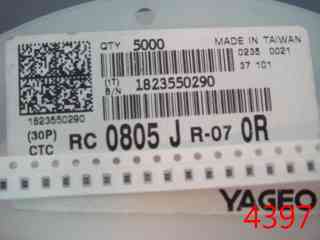 QTY 5000
MADE IN TAIWAN
0235 0021
37 101
(1T)
B/N 1823550290
1823550290
(30P)
CTC RC 0805 J R-07 0R
YAGEO
4397